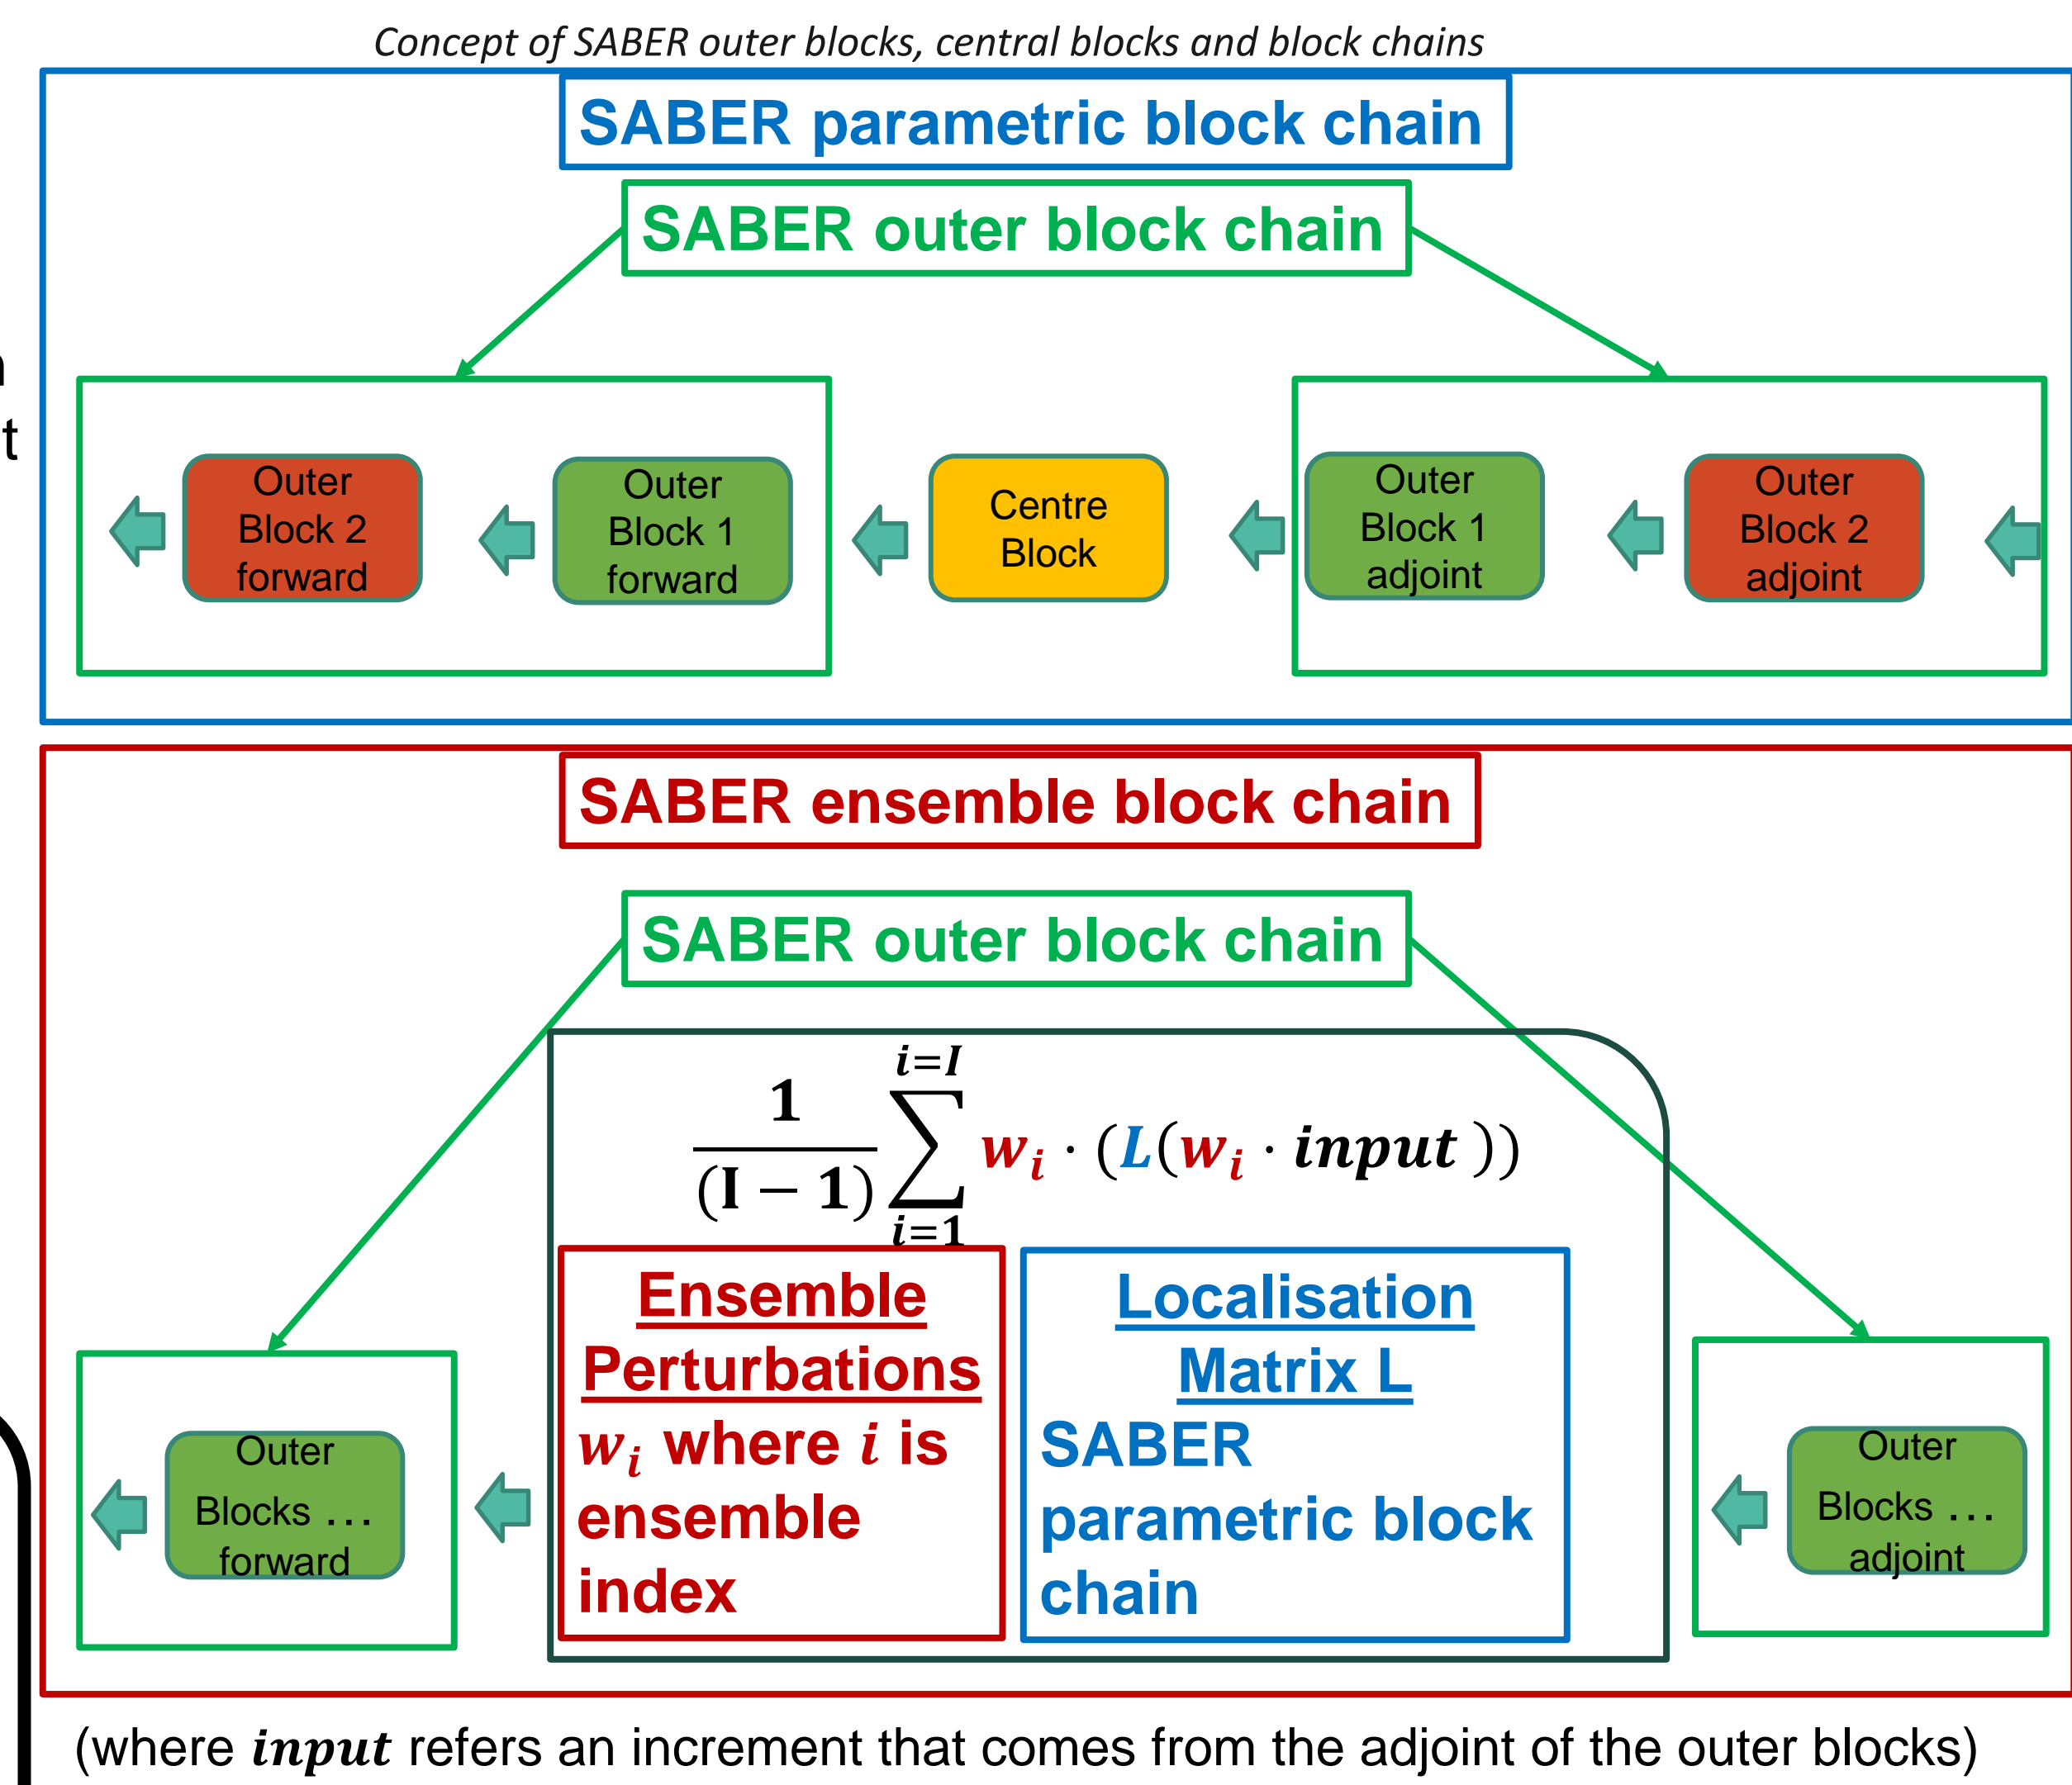 Concept of SABER outer blocks, central blocks and block chains
SABER parametric block chain
SABER outer block chain
n
t
Outer
Block 2
forward
Outer
Block 1
forward
Centre
Block
Outer
Block 1
adjoint
Outer
Block 2
adjoint
SABER ensemble block chain
SABER outer block chain
1/(I − 1) ∑_{i=1}^{i=I} w_i · (L(w_i · input ))
Ensemble
Perturbations
w_i where i is
ensemble
index
Localisation
Matrix L
SABER
parametric block
chain
Outer
Blocks …
forward
Outer
Blocks …
adjoint
(where input refers an increment that comes from the adjoint of the outer blocks)